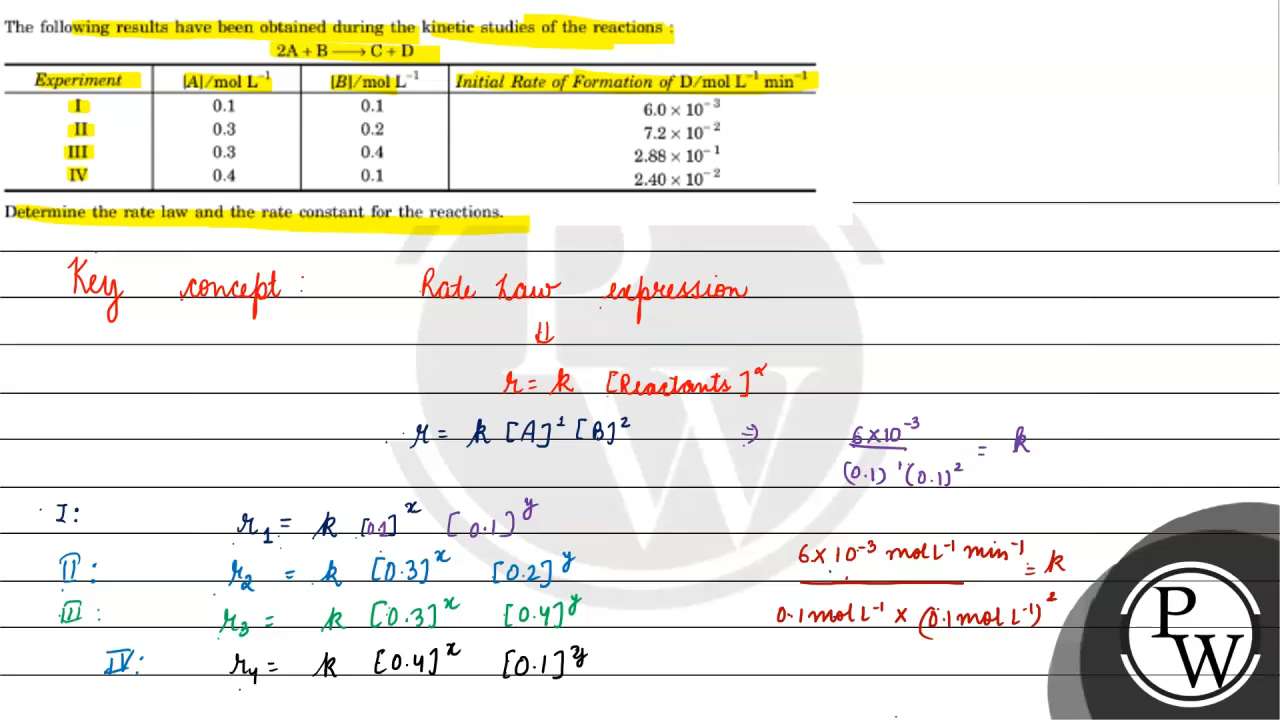 The following results have been obtained during the kinetic studies of the reactions :
2A + B ⟶ C + D
Experiment [A]/mol L⁻¹ [B]/mol L⁻¹ Initial Rate of Formation of D/mol L⁻¹ min⁻¹
I 0.1 0.1 6.0 × 10⁻³
II 0.3 0.2 7.2 × 10⁻²
III 0.3 0.4 2.88 × 10⁻¹
IV 0.4 0.1 2.40 × 10⁻²
Determine the rate law and the rate constant for the reactions.
Key concept : Rate Law expression
⇓
r = k [Reactants]^α
r = k [A]¹ [B]² ⇒ 6×10⁻³ / (0.1)¹ (0.1)² = k
I: r₁ = k [0.1]^x [0.1]^y
II: r₂ = k [0.3]^x [0.2]^y 6×10⁻³ mol L⁻¹ min⁻¹ / 0.1 mol L⁻¹ × (0.1 mol L⁻¹)² = k
III: r₃ = k [0.3]^x [0.4]^y
IV: r₄ = k [0.4]^x [0.1]^y
P
W